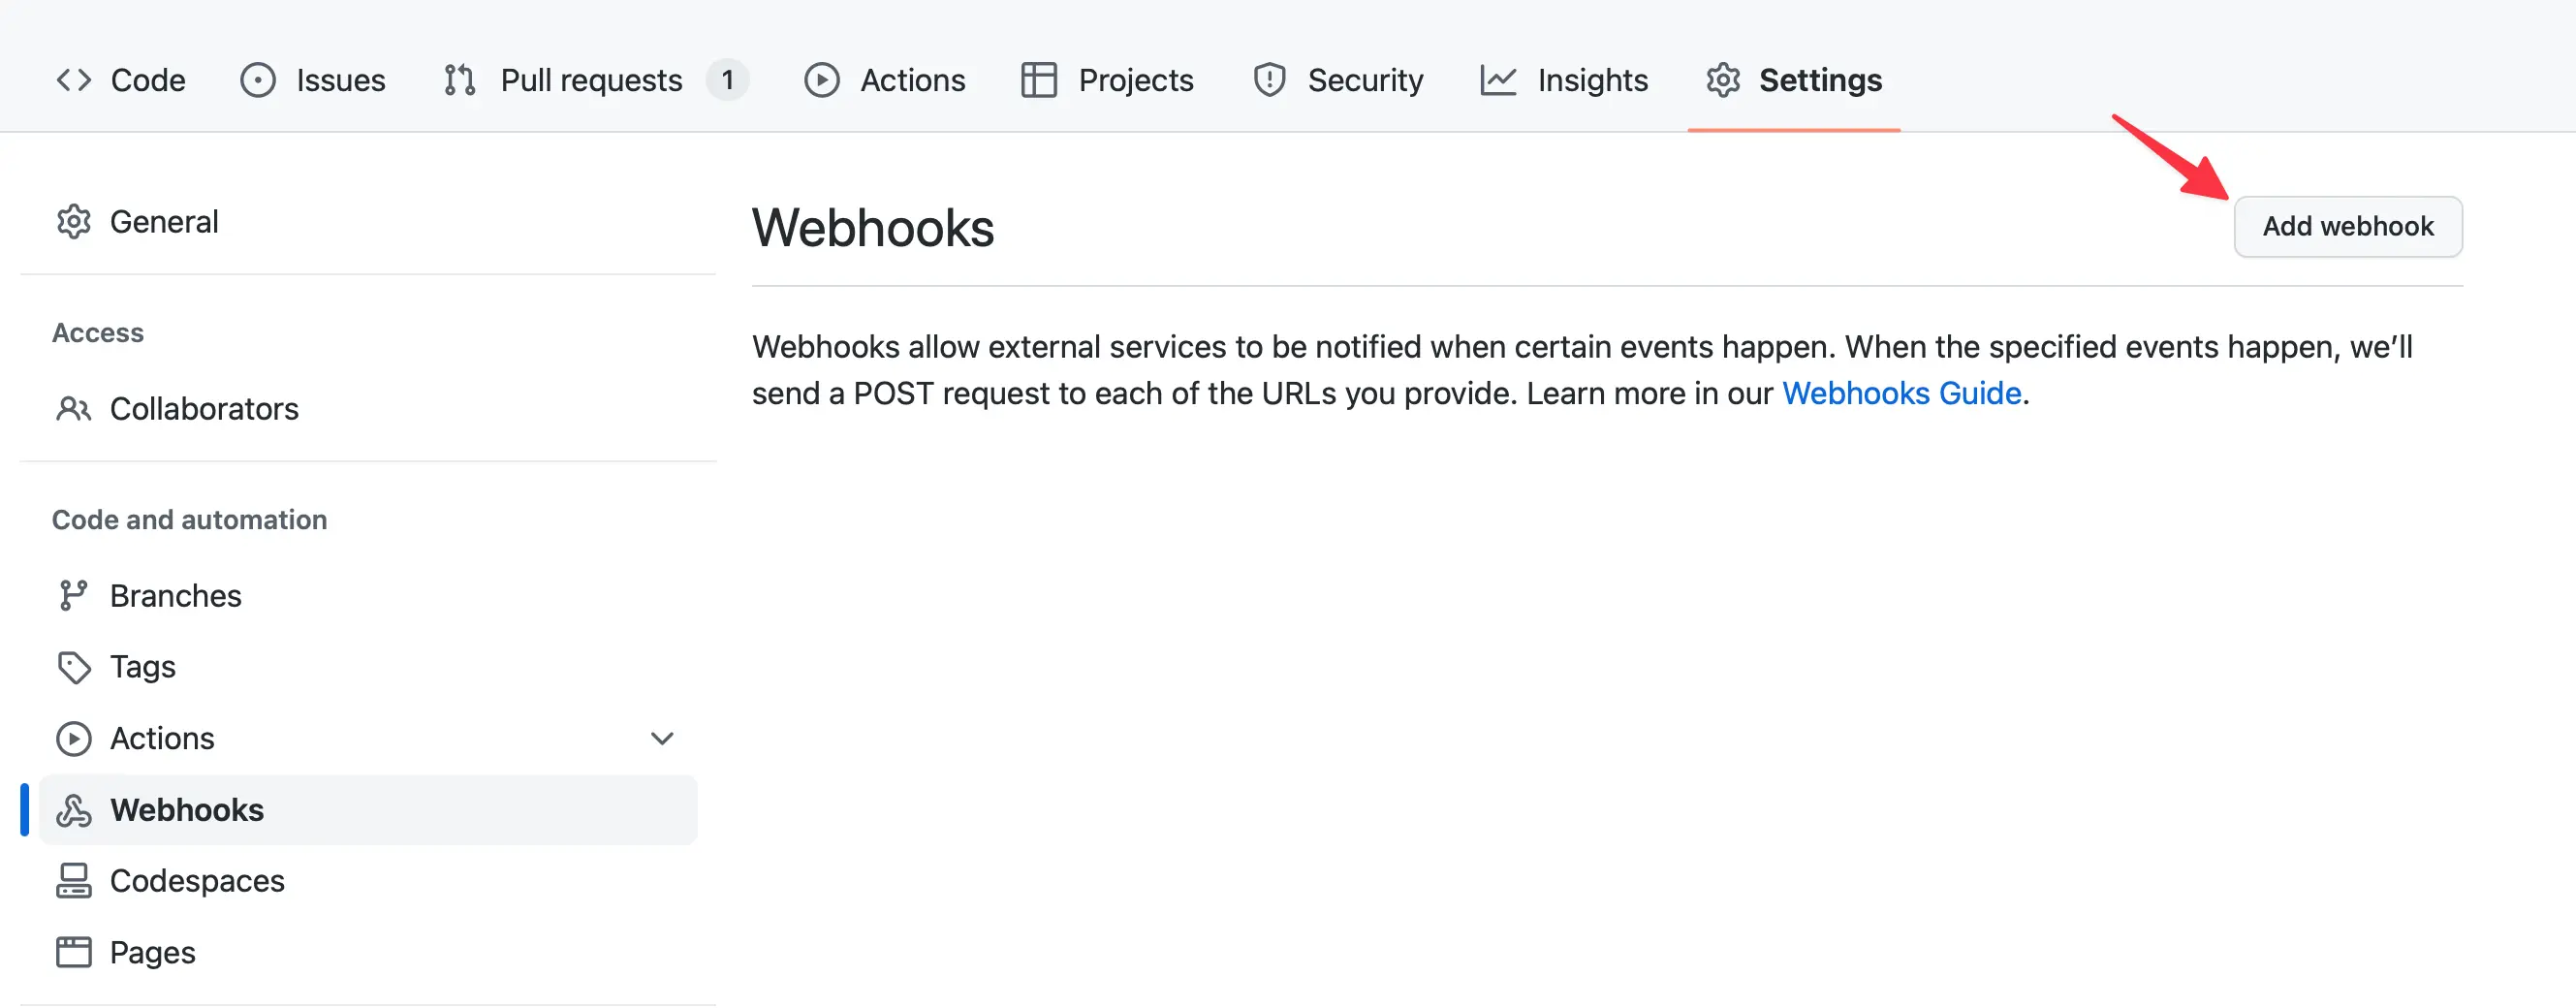 Code Issues Pull requests 1 Actions Projects Security Insights Settings
General
Access
Collaborators
Code and automation
Branches
Tags
Actions
Webhooks
Codespaces
Pages
Webhooks
Add webhook
Webhooks allow external services to be notified when certain events happen. When the specified events happen, we’ll
send a POST request to each of the URLs you provide. Learn more in our Webhooks Guide.